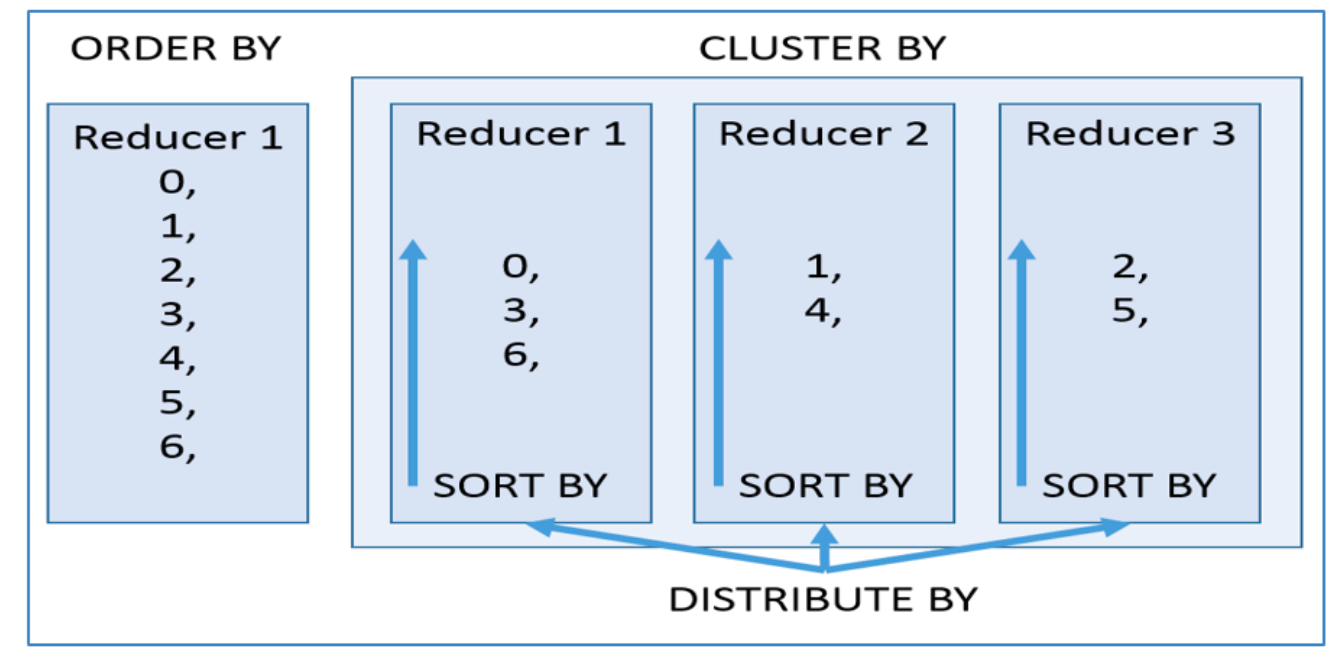 ORDER BY
Reducer 1
0,
1,
2,
3,
4,
5,
6,
CLUSTER BY
Reducer 1
0,
3,
6,
SORT BY
Reducer 2
1,
4,
SORT BY
Reducer 3
2,
5,
SORT BY
DISTRIBUTE BY